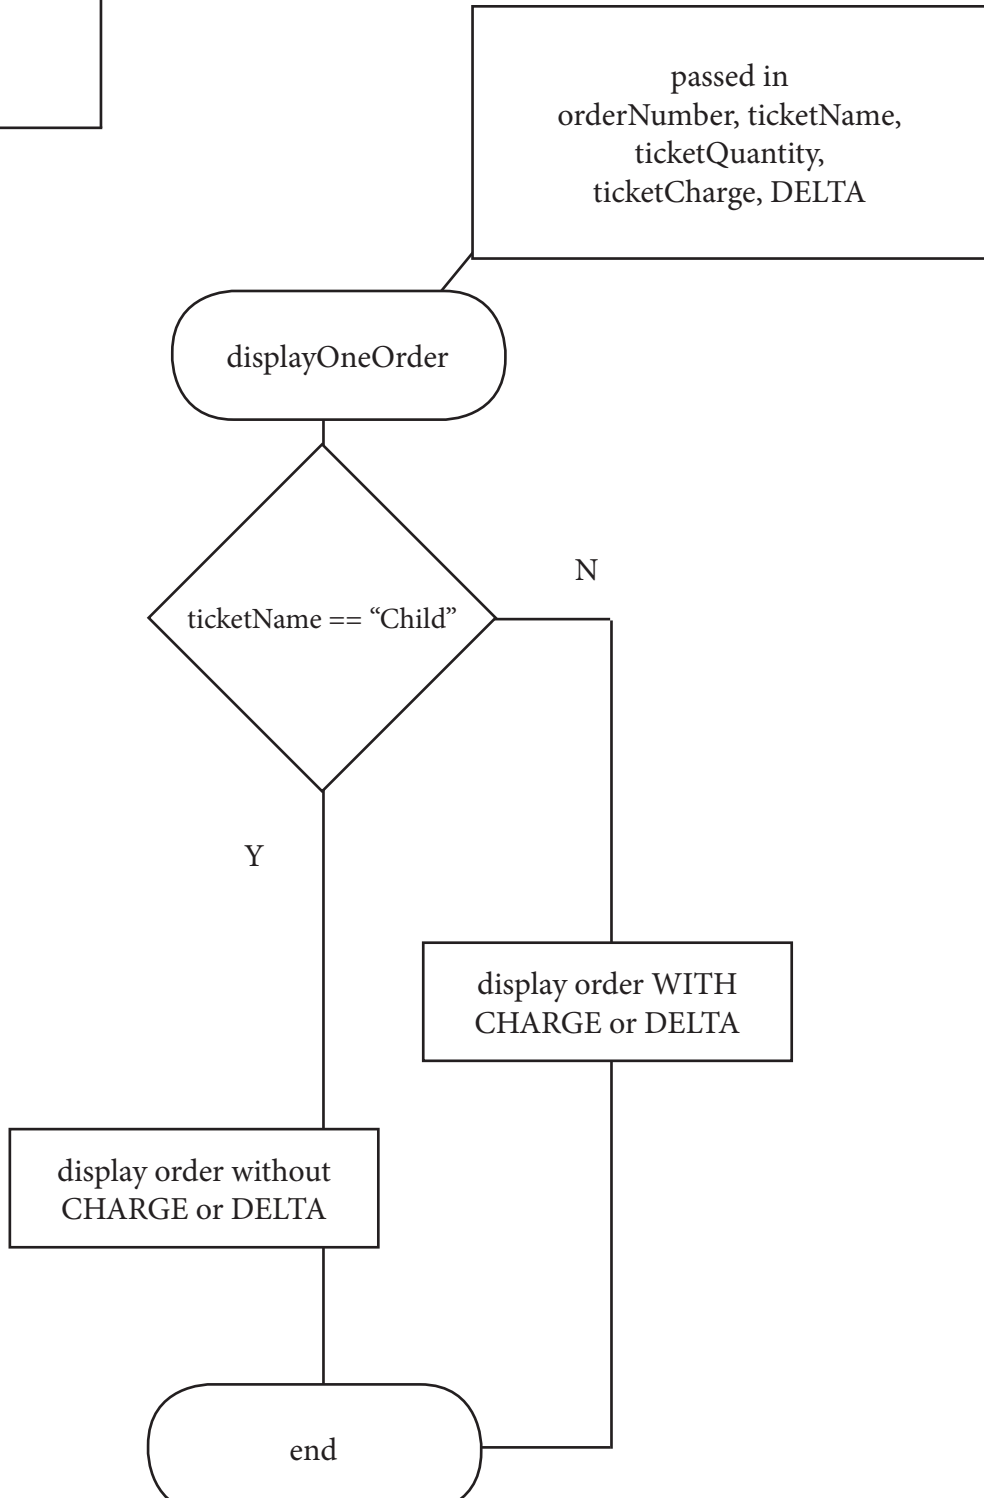 passed in
orderNumber, ticketName,
ticketQuantity,
ticketCharge, DELTA
displayOneOrder
N
ticketName == “Child”
Y
display order WITH
CHARGE or DELTA
display order without
CHARGE or DELTA
end